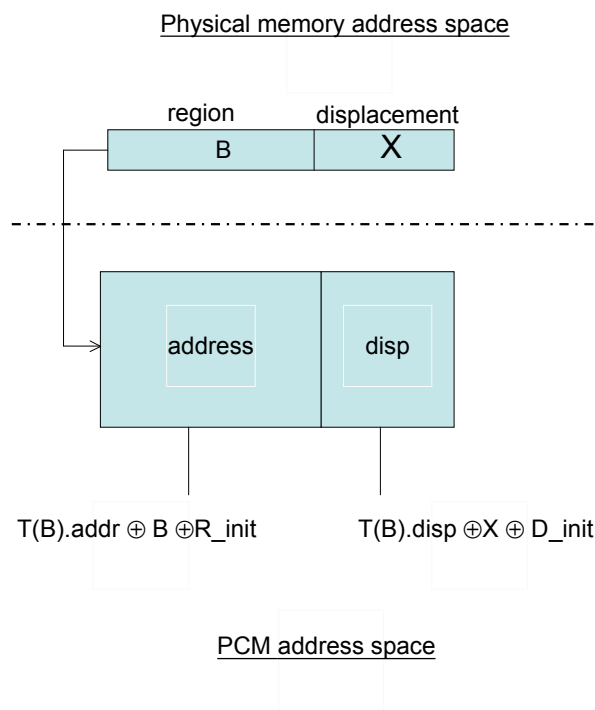 Physical memory address space
region displacement
B X
address disp
T(B).addr ⊕ B ⊕R_init T(B).disp ⊕X ⊕ D_init
PCM address space